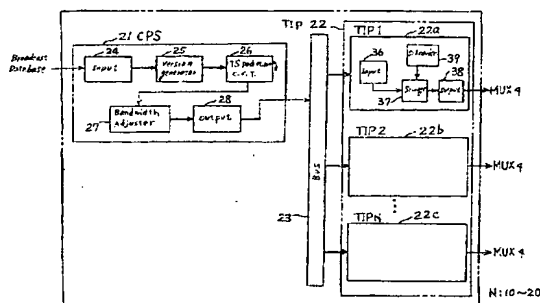 21 CPS
Broadcast
Database
24
Input
25
Version
generator
26
27
Bandwidth
Adjuster
28
Output
BUS
23
TIP 22
TIP 1
22a
36
Input
39
37
38
Output
MUX 4
TIP2
22b
MUX 4
TIPN
22c
MUX 4
N:10~20